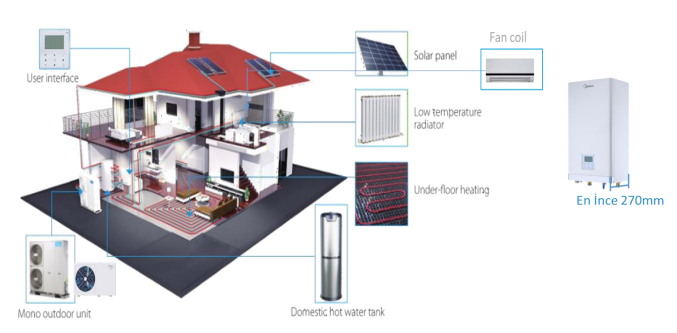 Fan coil
Solar panel
User interface
Low temperature
radiator
Midea
Under-floor heating
En İnce 270mm
Mono outdoor unit
Domestic hot water tank